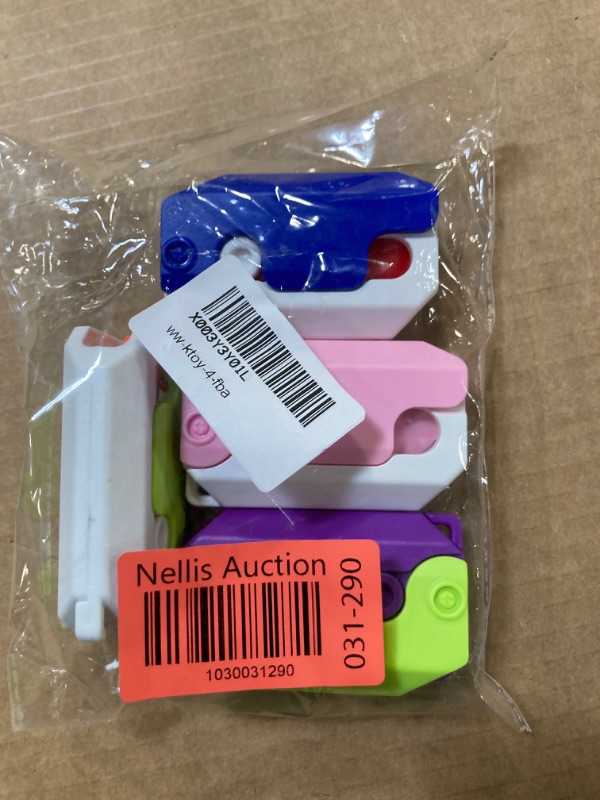 X003Y3Y01L
ww-ktoy-4-fba
Nellis Auction
1030031290
031-290